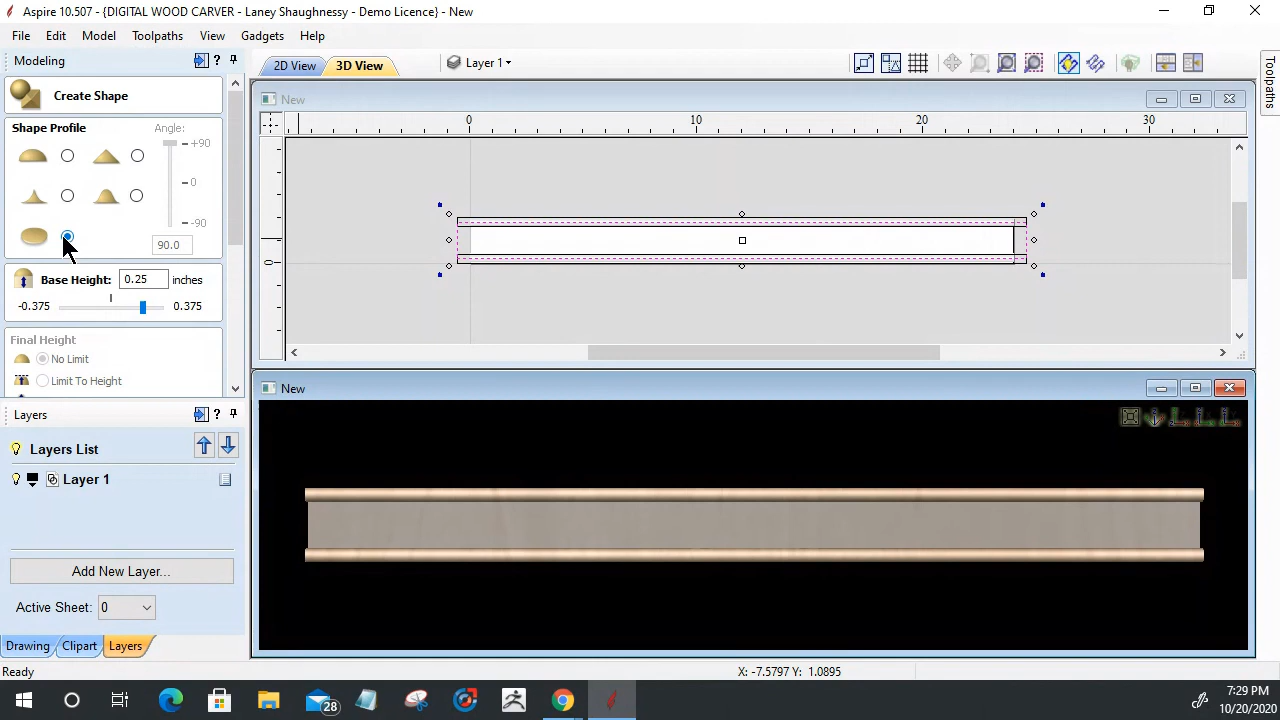 Aspire 10.507 - {DIGITAL WOOD CARVER - Laney Shaughnessy - Demo Licence} - New
File Edit Model Toolpaths View Gadgets Help
Modeling
2D View 3D View Layer 1
Create Shape
Shape Profile Angle:
+90
0
-90
90.0
Base Height: 0.25 inches
-0.375 0.375
Final Height
No Limit
Limit To Height
Layers
Layers List
Layer 1
Add New Layer...
Active Sheet: 0
Drawing Clipart Layers
New
0 10 20 30
0
New
Toolpaths
Ready X: -7.5797 Y: 1.0895
28
7:29 PM
10/20/2020